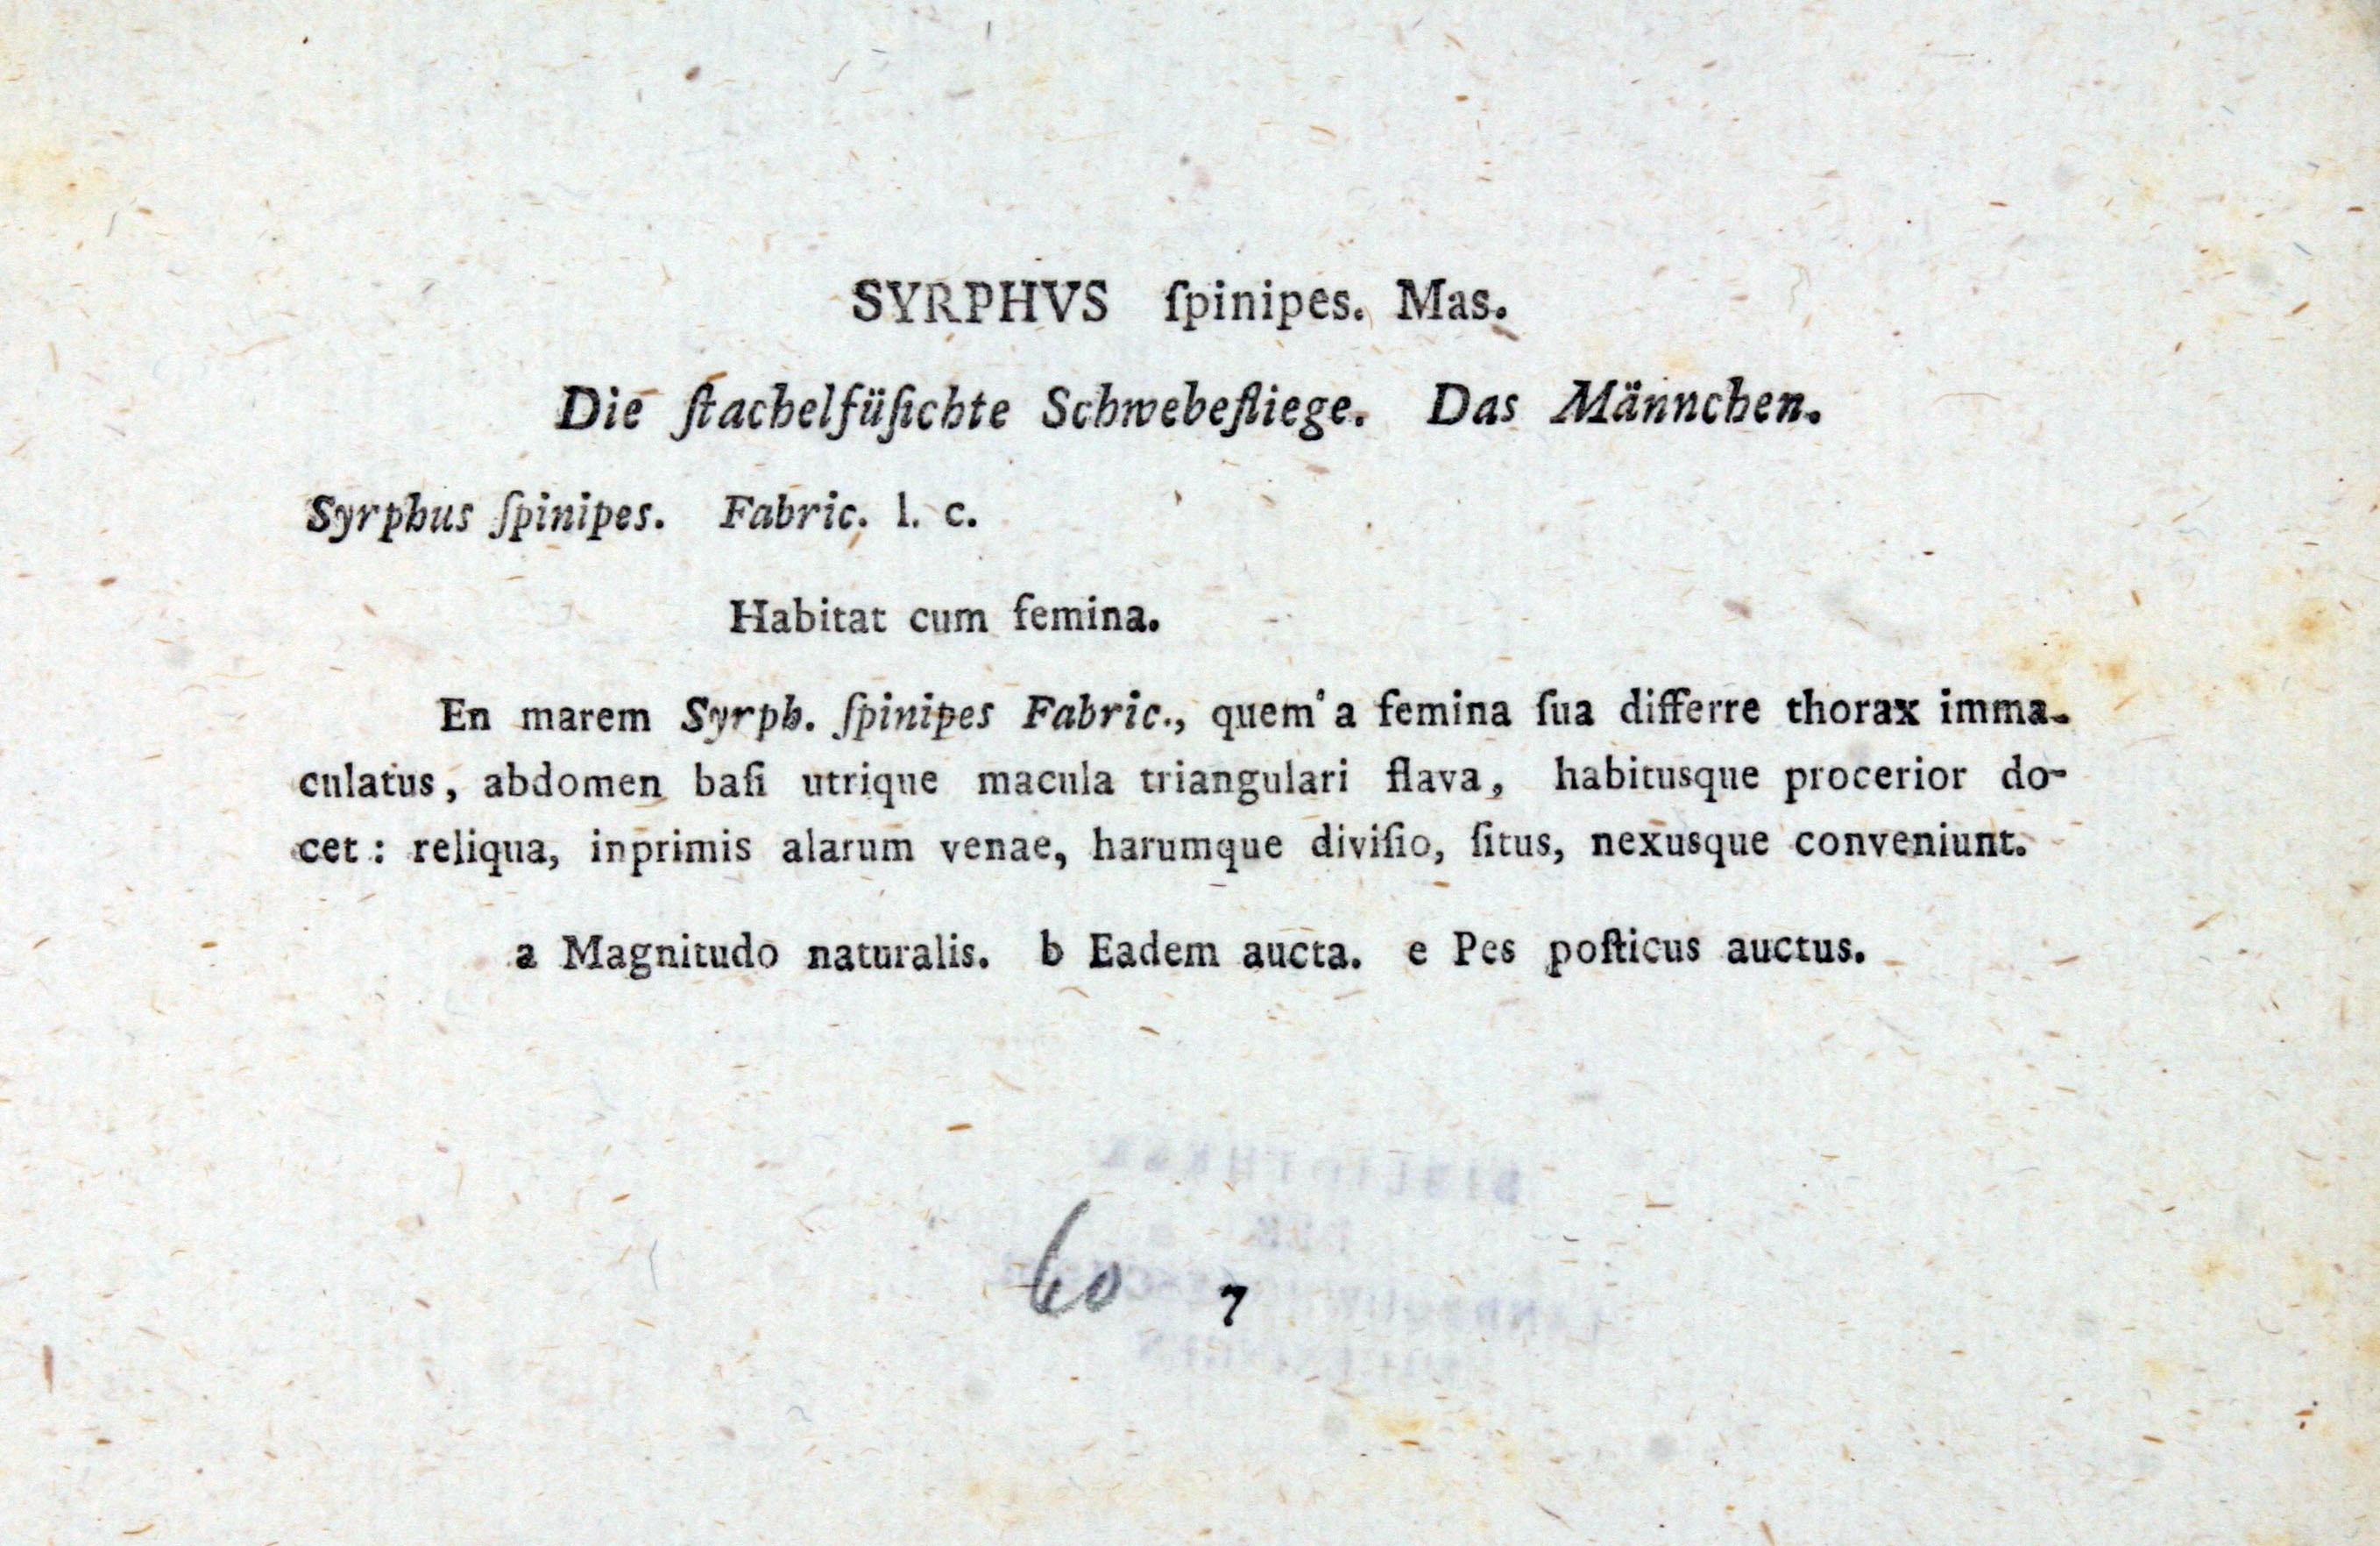 SYRPHVS ſpinipes. Mas.
Die ſtachelfüſichte Schwebefliege. Das Männchen.
Syrphus ſpinipes. Fabric. l. c.
Habitat cum femina.
En marem Syrph. ſpinipes Fabric., quem a femina ſua differre thorax imma-
culatus, abdomen baſi utrique macula triangulari flava, habitusque procerior do-
cet: reliqua, inprimis alarum venae, harumque diviſio, ſitus, nexusque conveniunt.
a Magnitudo naturalis. b Eadem aucta. e Pes poſticus auctus.
60 7